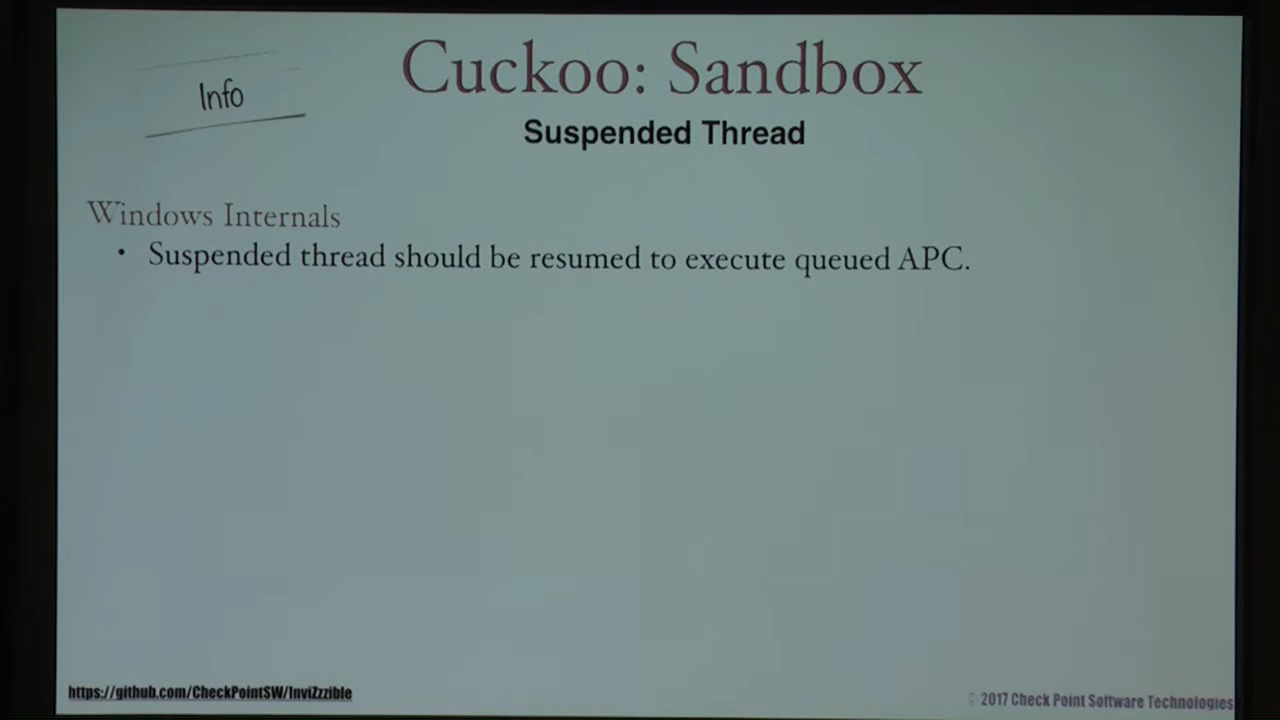 Info
Cuckoo: Sandbox
Suspended Thread
Windows Internals
• Suspended thread should be resumed to execute queued APC.
https://github.com/CheckPointSW/InviZzzible
© 2017 Check Point Software Technologies